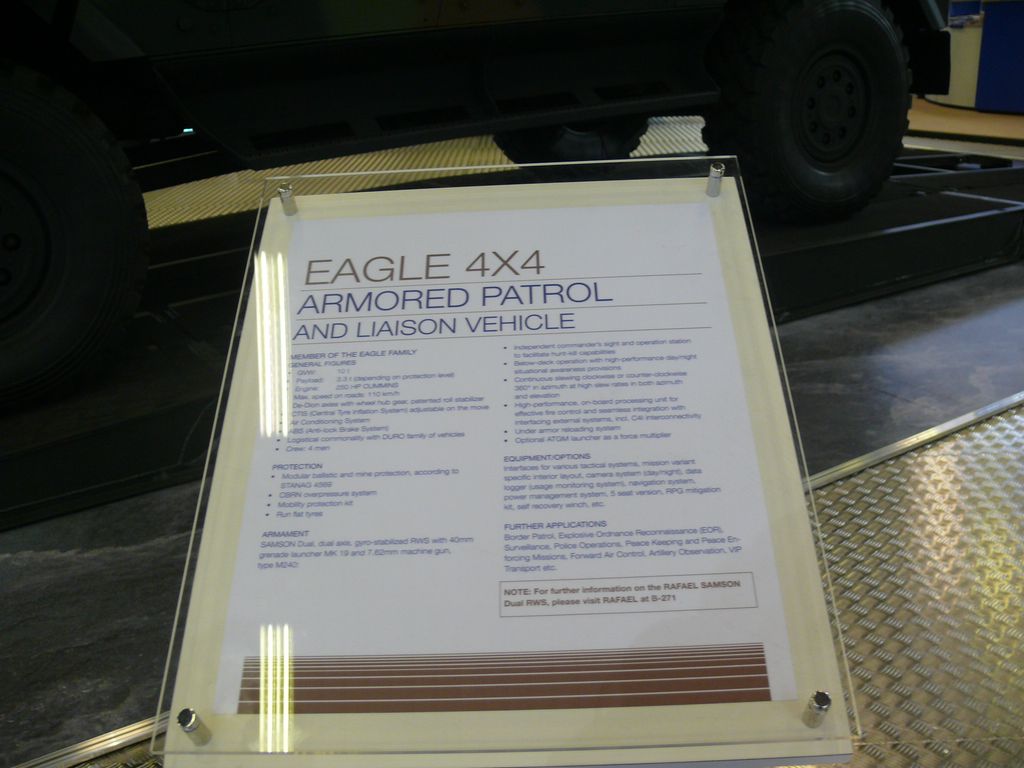 EAGLE 4X4
ARMORED PATROL
AND LIAISON VEHICLE
MEMBER OF THE EAGLE FAMILY
GENERAL FIGURES
• GVW: 10 t
• Payload: 3.3 t (depending on protection level)
• Engine: 250 HP CUMMINS
Max. speed on roads: 110 km/h
De-Dion axles with wheel hub gear, patented roll stabilizer
CTIS (Central Tyre Inflation System) adjustable on the move
Air Conditioning System
ABS (Anti-lock Brake System)
• Logistical commonality with DURO family of vehicles
• Crew: 4 men
PROTECTION
• Modular ballistic and mine protection, according to
STANAG 4569
• CBRN overpressure system
• Mobility protection kit
• Run flat tyres
ARMAMENT
SAMSON Dual, dual axis, gyro-stabilized RWS with 40mm
grenade launcher MK 19 and 7.62mm machine gun,
type M240:
• Independent commander's sight and operation station
to facilitate hunt-kill capabilities
• Below-deck operation with high-performance day/night
situational awareness provisions
• Continuous slewing clockwise or counter-clockwise
360° in azimuth at high slew rates in both azimuth
and elevation
• High-performance, on-board processing unit for
effective fire control and seamless integration with
interfacing external systems, incl. C4I interconnectivity
• Under armor reloading system
• Optional ATGM launcher as a force multiplier
EQUIPMENT/OPTIONS
Interfaces for various tactical systems, mission variant
specific interior layout, camera system (day/night), data
logger (usage monitoring system), navigation system,
power management system, 5 seat version, RPG mitigation
kit, self recovery winch, etc.
FURTHER APPLICATIONS
Border Patrol, Explosive Ordnance Reconnaissance (EOR),
Surveillance, Police Operations, Peace Keeping and Peace En-
forcing Missions, Forward Air Control, Artillery Observation, VIP
Transport etc.
NOTE: For further information on the RAFAEL SAMSON
Dual RWS, please visit RAFAEL at B-271